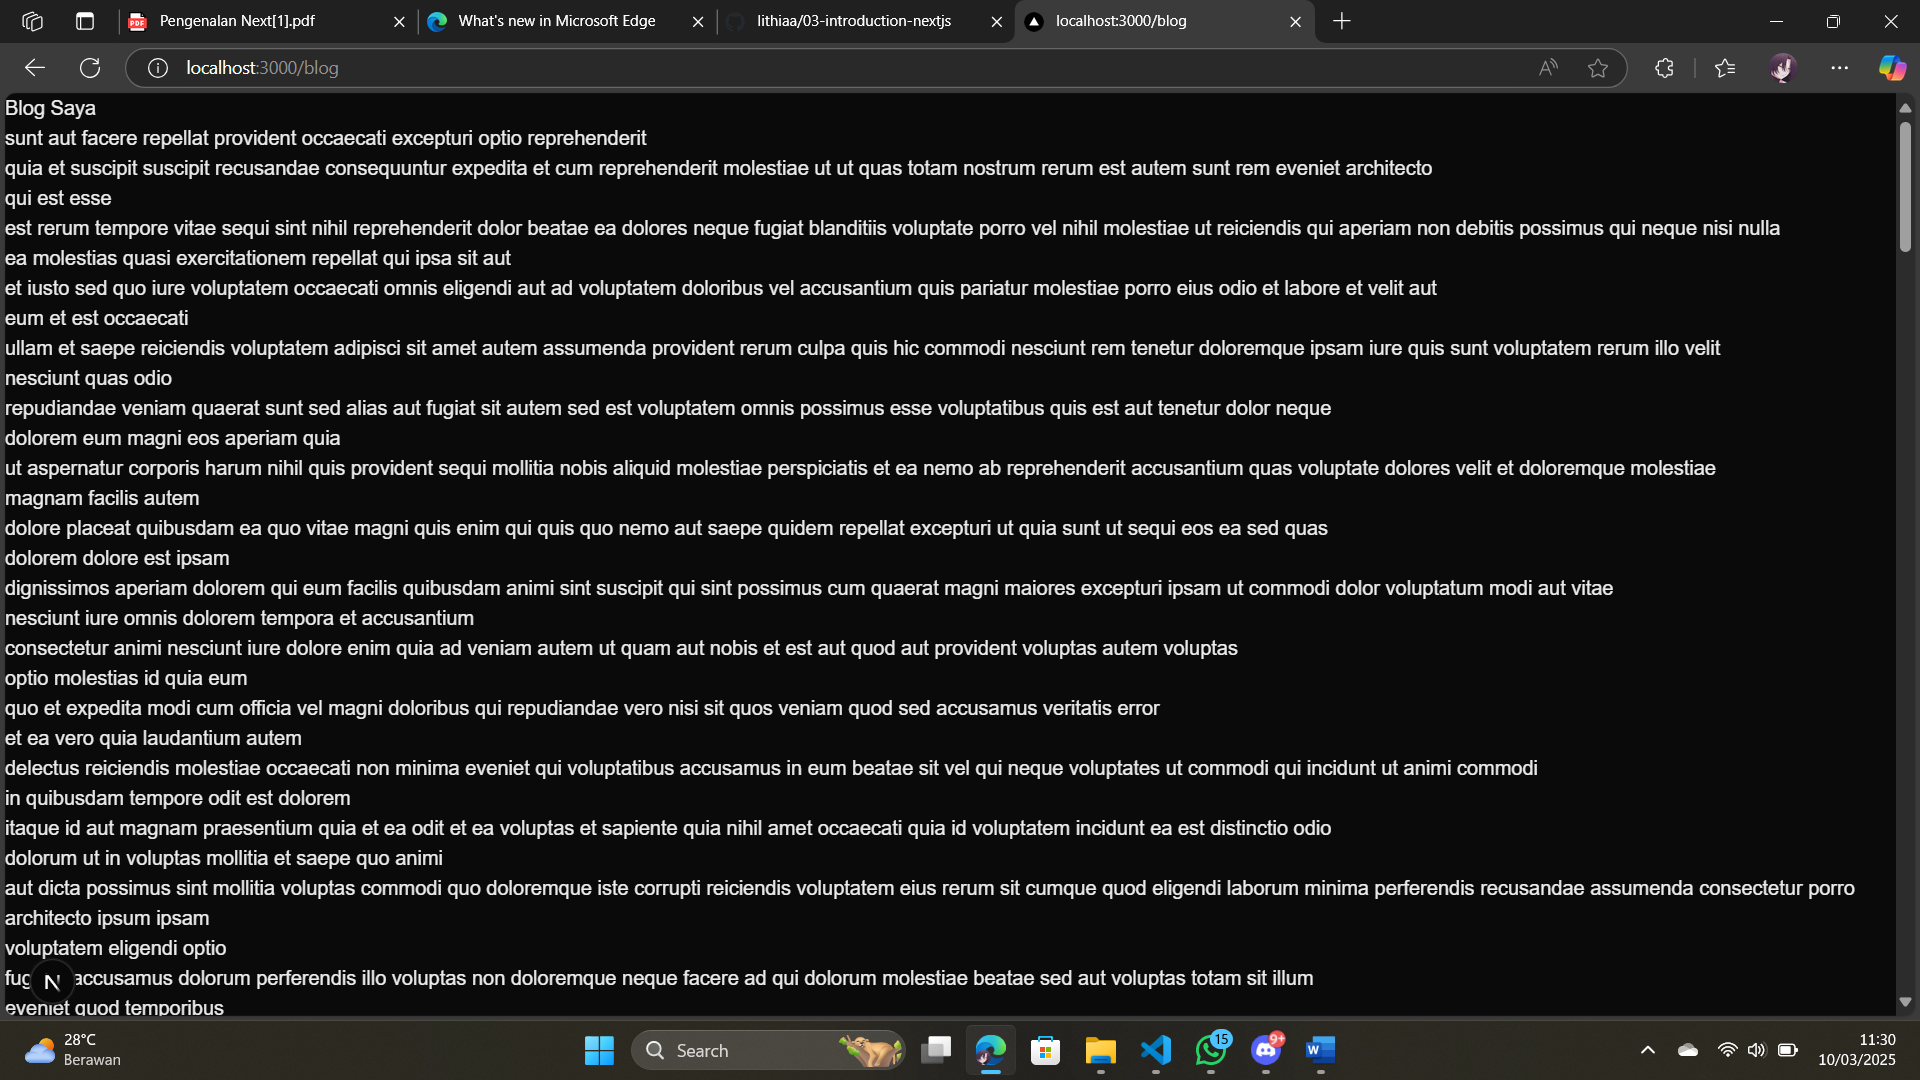 Pengenalan Next[1].pdf
What's new in Microsoft Edge
lithiaa/03-introduction-nextjs
localhost:3000/blog
localhost:3000/blog
Blog Saya
sunt aut facere repellat provident occaecati excepturi optio reprehenderit
quia et suscipit suscipit recusandae consequuntur expedita et cum reprehenderit molestiae ut ut quas totam nostrum rerum est autem sunt rem eveniet architecto
qui est esse
est rerum tempore vitae sequi sint nihil reprehenderit dolor beatae ea dolores neque fugiat blanditiis voluptate porro vel nihil molestiae ut reiciendis qui aperiam non debitis possimus qui neque nisi nulla
ea molestias quasi exercitationem repellat qui ipsa sit aut
et iusto sed quo iure voluptatem occaecati omnis eligendi aut ad voluptatem doloribus vel accusantium quis pariatur molestiae porro eius odio et labore et velit aut
eum et est occaecati
ullam et saepe reiciendis voluptatem adipisci sit amet autem assumenda provident rerum culpa quis hic commodi nesciunt rem tenetur doloremque ipsam iure quis sunt voluptatem rerum illo velit
nesciunt quas odio
repudiandae veniam quaerat sunt sed alias aut fugiat sit autem sed est voluptatem omnis possimus esse voluptatibus quis est aut tenetur dolor neque
dolorem eum magni eos aperiam quia
ut aspernatur corporis harum nihil quis provident sequi mollitia nobis aliquid molestiae perspiciatis et ea nemo ab reprehenderit accusantium quas voluptate dolores velit et doloremque molestiae
magnam facilis autem
dolore placeat quibusdam ea quo vitae magni quis enim qui quis quo nemo aut saepe quidem repellat excepturi ut quia sunt ut sequi eos ea sed quas
dolorem dolore est ipsam
dignissimos aperiam dolorem qui eum facilis quibusdam animi sint suscipit qui sint possimus cum quaerat magni maiores excepturi ipsam ut commodi dolor voluptatum modi aut vitae
nesciunt iure omnis dolorem tempora et accusantium
consectetur animi nesciunt iure dolore enim quia ad veniam autem ut quam aut nobis et est aut quod aut provident voluptas autem voluptas
optio molestias id quia eum
quo et expedita modi cum officia vel magni doloribus qui repudiandae vero nisi sit quos veniam quod sed accusamus veritatis error
et ea vero quia laudantium autem
delectus reiciendis molestiae occaecati non minima eveniet qui voluptatibus accusamus in eum beatae sit vel qui neque voluptates ut commodi qui incidunt ut animi commodi
in quibusdam tempore odit est dolorem
itaque id aut magnam praesentium quia et ea odit et ea voluptas et sapiente quia nihil amet occaecati quia id voluptatem incidunt ea est distinctio odio
dolorum ut in voluptas mollitia et saepe quo animi
aut dicta possimus sint mollitia voluptas commodi quo doloremque iste corrupti reiciendis voluptatem eius rerum sit cumque quod eligendi laborum minima perferendis recusandae assumenda consectetur porro
architecto ipsum ipsam
voluptatem eligendi optio
accusamus dolorum perferendis illo voluptas non doloremque neque facere ad qui dolorum molestiae beatae sed aut voluptas totam sit illum
N
eveniet quod temporibus
28°C
Berawan
Search
15
9+
11:30
10/03/2025